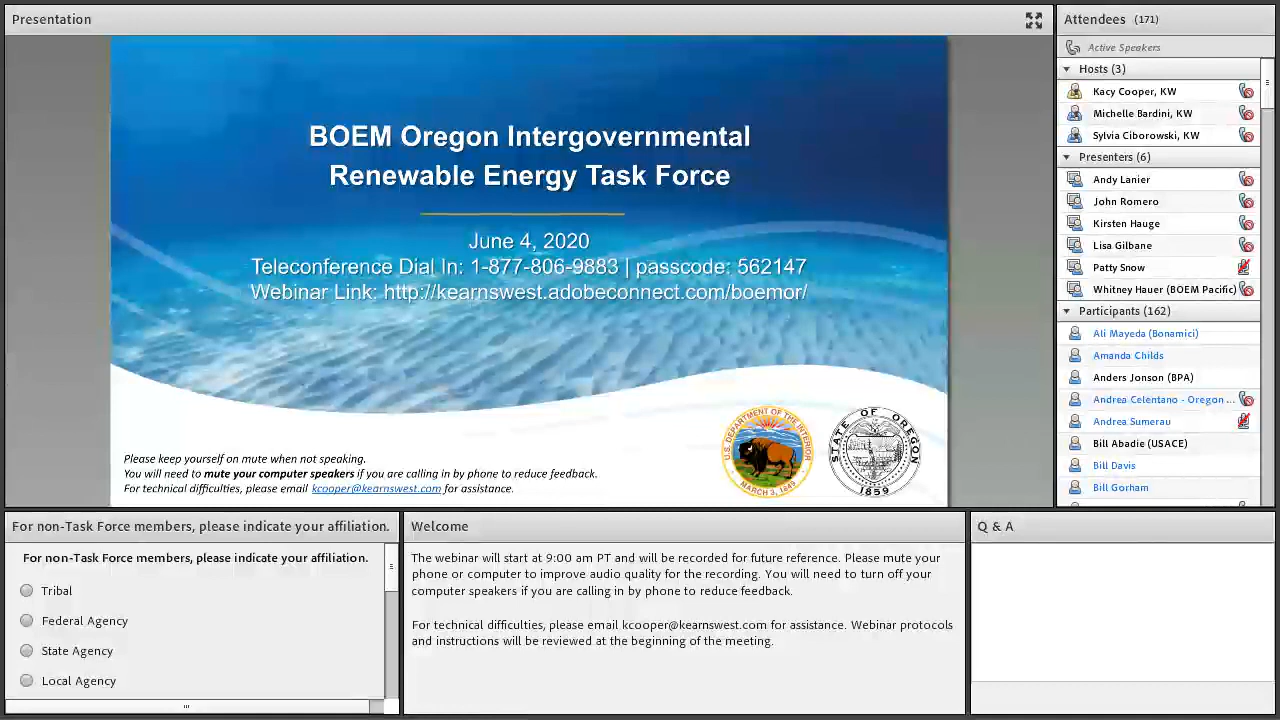 Presentation
BOEM Oregon Intergovernmental
Renewable Energy Task Force
June 4, 2020
Teleconference Dial In: 1-877-806-9883 | passcode: 562147
Webinar Link: http://kearnswest.adobeconnect.com/boemor/
Please keep yourself on mute when not speaking.
You will need to mute your computer speakers if you are calling in by phone to reduce feedback.
For technical difficulties, please email kcooper@kearnswest.com for assistance.
U.S. DEPARTMENT OF THE INTERIOR
MARCH 3, 1849
STATE OF OREGON
1859
Attendees (171)
Active Speakers
Hosts (3)
Kacy Cooper, KW
Michelle Bardini, KW
Sylvia Ciborowski, KW
Presenters (6)
Andy Lanier
John Romero
Kirsten Hauge
Lisa Gilbane
Patty Snow
Whitney Hauer (BOEM Pacific)
Participants (162)
Ali Mayeda (Bonamici)
Amanda Childs
Anders Jonson (BPA)
Andrea Celentano - Oregon ...
Andrea Sumerau
Bill Abadie (USACE)
Bill Davis
Bill Gorham
For non-Task Force members, please indicate your affiliation.
For non-Task Force members, please indicate your affiliation.
Tribal
Federal Agency
State Agency
Local Agency
Welcome
The webinar will start at 9:00 am PT and will be recorded for future reference. Please mute your
phone or computer to improve audio quality for the recording. You will need to turn off your
computer speakers if you are calling in by phone to reduce feedback.
For technical difficulties, please email kcooper@kearnswest.com for assistance. Webinar protocols
and instructions will be reviewed at the beginning of the meeting.
Q & A